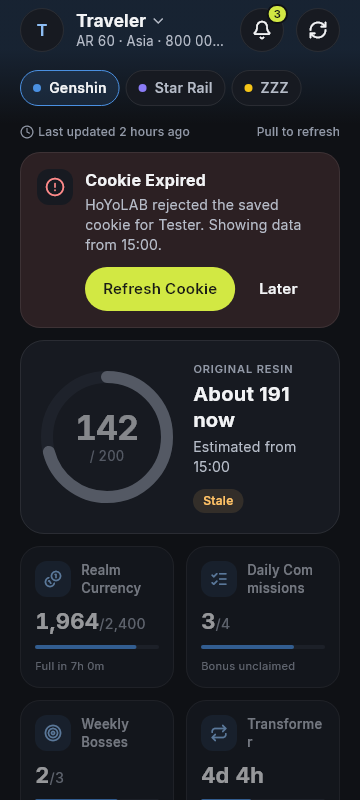 T
Traveler
AR 60 · Asia · 800 00...
3
Genshin
Star Rail
ZZZ
Last updated 2 hours ago
Pull to refresh
Cookie Expired
HoYoLAB rejected the saved
cookie for Tester. Showing data
from 15:00.
Refresh Cookie
Later
142
/ 200
ORIGINAL RESIN
About 191
now
Estimated from
15:00
Stale
Realm
Currency
1,964/2,400
Full in 7h 0m
Daily Com
missions
3/4
Bonus unclaimed
Weekly
Bosses
2/3
Transforme
r
4d 4h